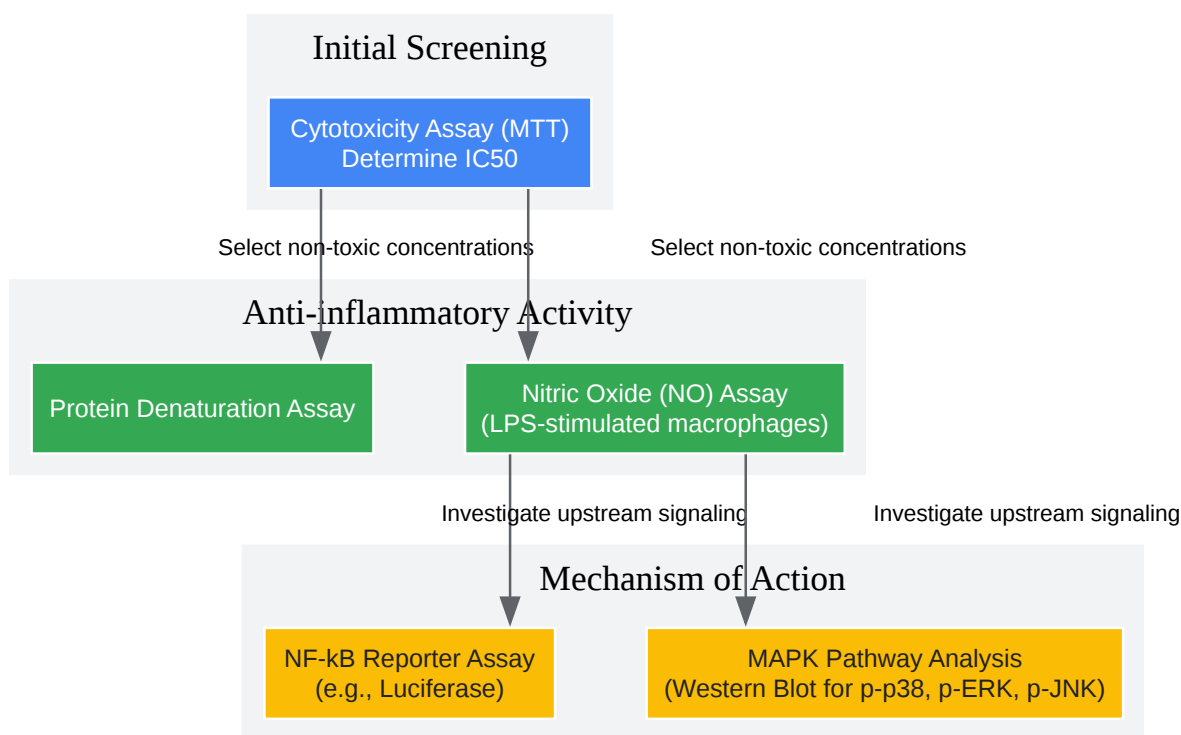 Initial Screening
Cytotoxicity Assay (MTT)
Determine IC50
Select non-toxic concentrations
Select non-toxic concentrations
Anti-inflammatory Activity
Protein Denaturation Assay
Nitric Oxide (NO) Assay
(LPS-stimulated macrophages)
Investigate upstream signaling
Investigate upstream signaling
Mechanism of Action
NF-kB Reporter Assay
(e.g., Luciferase)
MAPK Pathway Analysis
(Western Blot for p-p38, p-ERK, p-JNK)